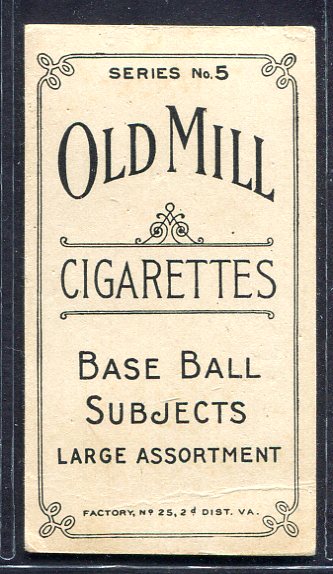 SERIES No. 5
OLD MILL
CIGARETTES
BASE BALL
SUBJECTS
LARGE ASSORTMENT
FACTORY, Nº 25, 2d DIST. VA.